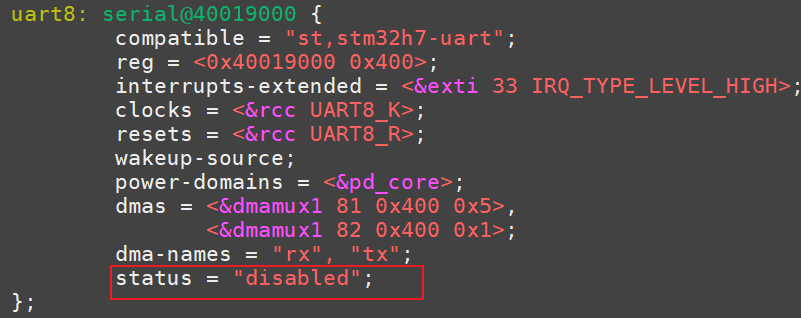 uart8: serial@40019000 {
compatible = "st,stm32h7-uart";
reg = <0x40019000 0x400>;
interrupts-extended = <&exti 33 IRQ_TYPE_LEVEL_HIGH>;
clocks = <&rcc UART8_K>;
resets = <&rcc UART8_R>;
wakeup-source;
power-domains = <&pd_core>;
dmas = <&dmamux1 81 0x400 0x5>,
<&dmamux1 82 0x400 0x1>;
dma-names = "rx", "tx";
status = "disabled";
};